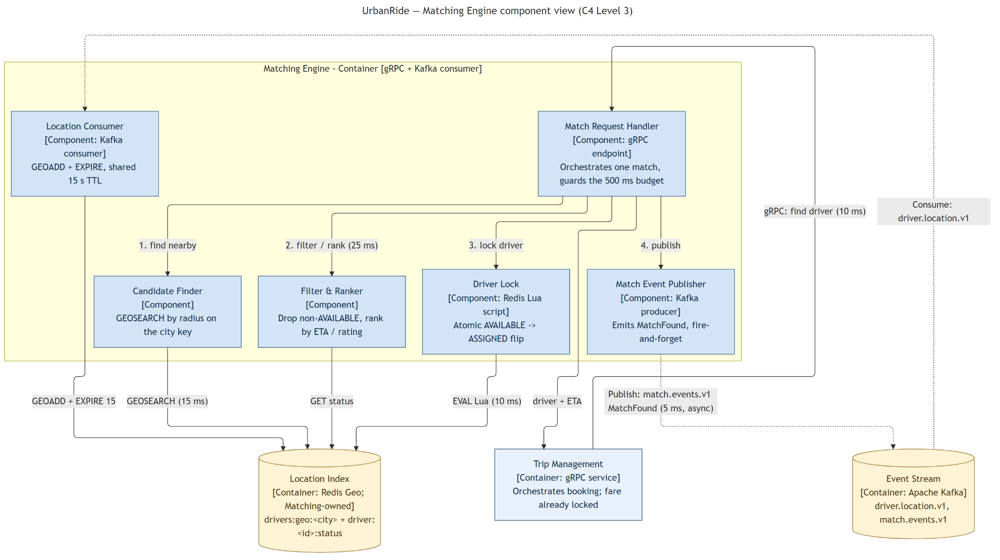 UrbanRide — Matching Engine component view (C4 Level 3)
Matching Engine - Container [gRPC + Kafka consumer]
Location Consumer
[Component: Kafka
consumer]
GEOADD + EXPIRE, shared
15 s TTL
Match Request Handler
[Component: gRPC
endpoint]
Orchestrates one match,
guards the 500 ms budget
gRPC: find driver (10 ms)
Consume:
driver.location.v1
1. find nearby
2. filter / rank (25 ms)
3. lock driver
4. publish
Candidate Finder
[Component]
GEOSEARCH by radius on
the city key
Filter & Ranker
[Component]
Drop non-AVAILABLE, rank
by ETA / rating
Driver Lock
[Component: Redis Lua
script]
Atomic AVAILABLE ->
ASSIGNED flip
Match Event Publisher
[Component: Kafka
producer]
Emits MatchFound, fire-
and-forget
GEOADD + EXPIRE 15
GEOSEARCH (15 ms)
GET status
EVAL Lua (10 ms)
driver + ETA
Publish: match.events.v1
MatchFound (5 ms, async)
Location Index
[Container: Redis Geo;
Matching-owned]
drivers:geo:<city> + driver:
<id>:status
Trip Management
[Container: gRPC service]
Orchestrates booking; fare
already locked
Event Stream
[Container: Apache Kafka]
driver.location.v1,
match.events.v1